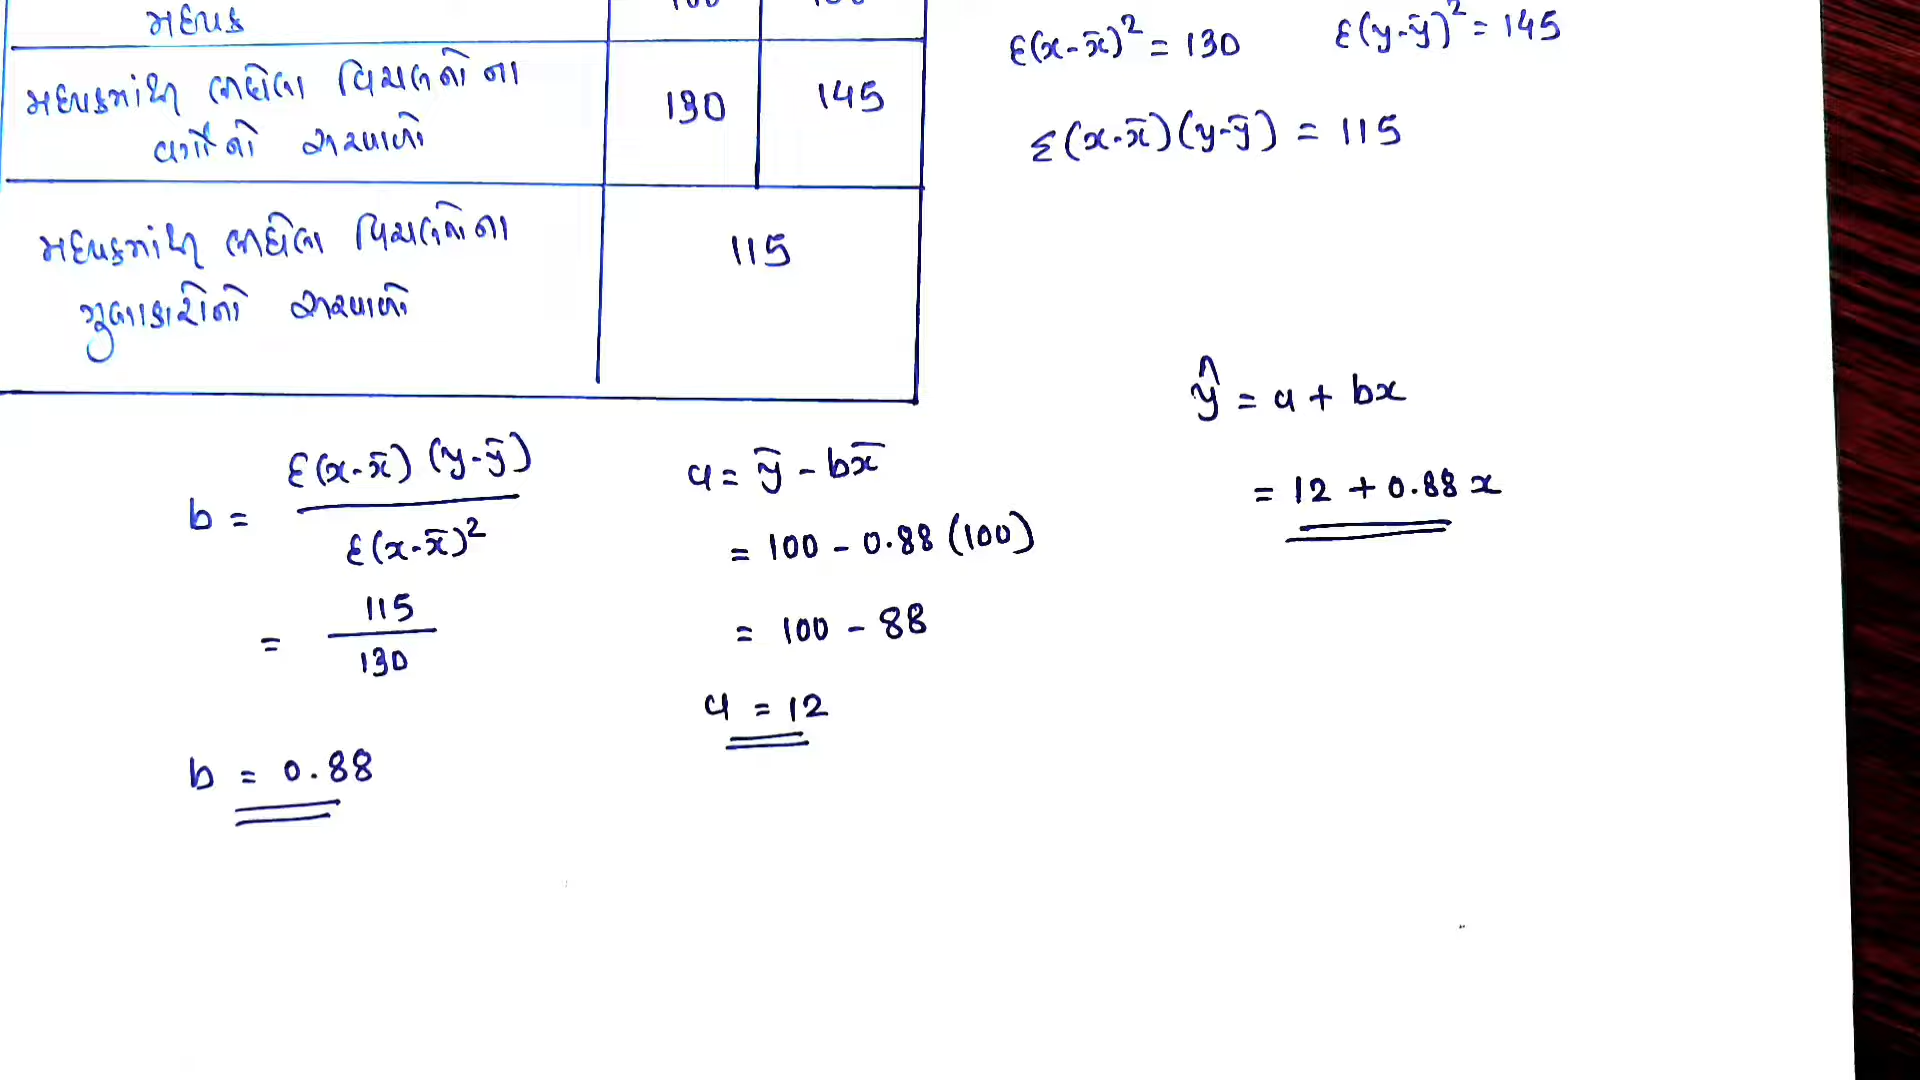 મધ્યક
મધ્યકમાંથી લીધેલા વિચલનોના 130 145
વર્ગોનો સરવાળો
મધ્યકમાંથી લીધેલા વિચલનોના 115
ગુણાકારોનો સરવાળો
Σ(x-x̄)² = 130 Σ(y-ȳ)² = 145
Σ(x-x̄)(y-ȳ) = 115
b = Σ(x-x̄)(y-ȳ) / Σ(x-x̄)²
= 115 / 130
b = 0.88
a = ȳ - bx̄
= 100 - 0.88 (100)
= 100 - 88
a = 12
ŷ = a + bx
= 12 + 0.88 x